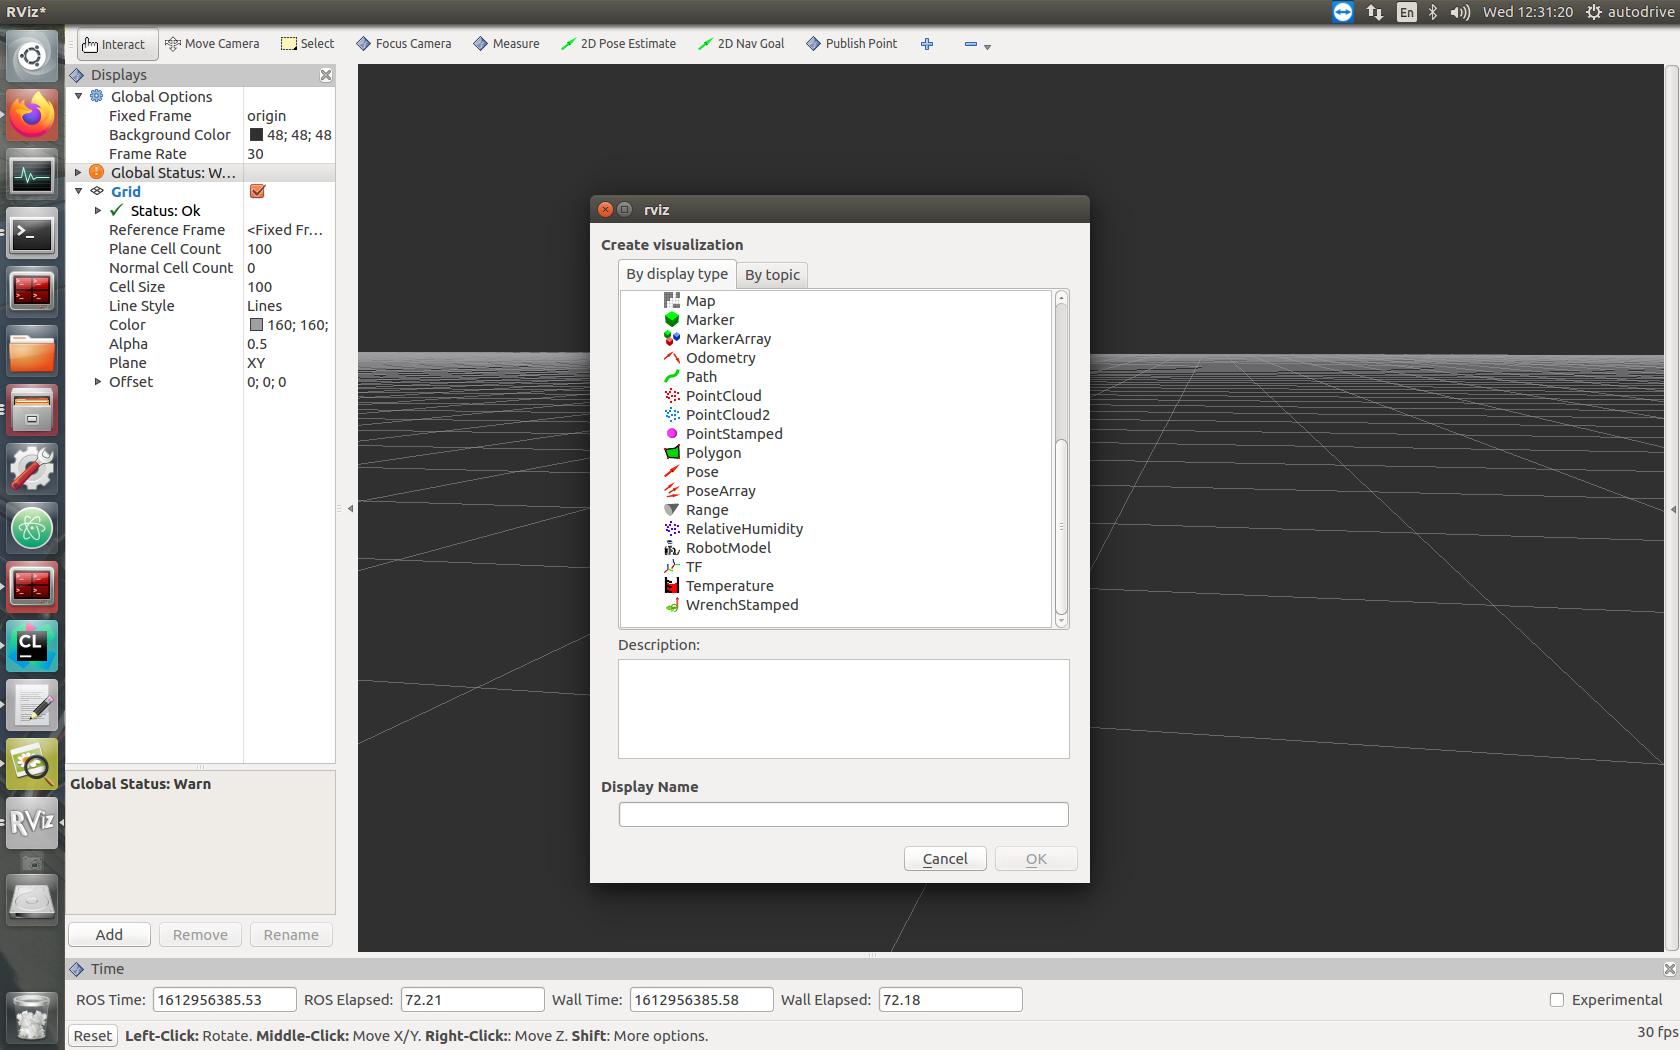 RViz*
En
Wed 12:31:20
autodrive
Interact
Move Camera
Select
Focus Camera
Measure
2D Pose Estimate
2D Nav Goal
Publish Point
Displays
Global Options
Fixed Frame origin
Background Color 48; 48; 48
Frame Rate 30
Global Status: W...
Grid
Status: Ok
Reference Frame <Fixed Fr...
Plane Cell Count 100
Normal Cell Count 0
Cell Size 100
Line Style Lines
Color 160; 160;
Alpha 0.5
Plane XY
Offset 0; 0; 0
Global Status: Warn
Add
Remove
Rename
rviz
Create visualization
By display type
By topic
Map
Marker
MarkerArray
Odometry
Path
PointCloud
PointCloud2
PointStamped
Polygon
Pose
PoseArray
Range
RelativeHumidity
RobotModel
TF
Temperature
WrenchStamped
Description:
Display Name
Cancel
OK
CL
RViz
Time
ROS Time: 1612956385.53 ROS Elapsed: 72.21 Wall Time: 1612956385.58 Wall Elapsed: 72.18 Experimental
Reset Left-Click: Rotate. Middle-Click: Move X/Y. Right-Click:: Move Z. Shift: More options. 30 fps